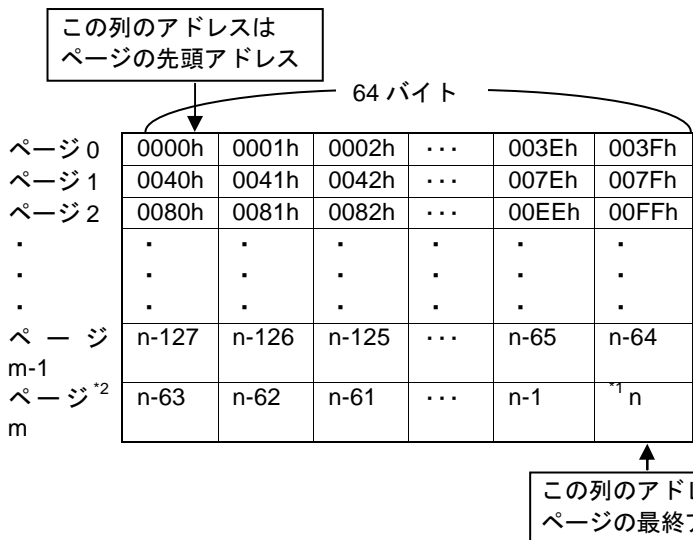 この列のアドレスは
ページの先頭アドレス
64 バイト
ページ 0 0000h 0001h 0002h ・・・ 003Eh 003Fh
ページ 1 0040h 0041h 0042h ・・・ 007Eh 007Fh
ページ 2 0080h 0081h 0082h ・・・ 00EEh 00FFh
・ ・ ・ ・ ・ ・ ・
・ ・ ・ ・ ・ ・ ・
・ ・ ・ ・ ・ ・ ・
ページ n-127 n-126 n-125 ・・・ n-65 n-64
m-1
ページ*2 n-63 n-62 n-61 ・・・ n-1 *1 n
m
この列のアド
ページの最終